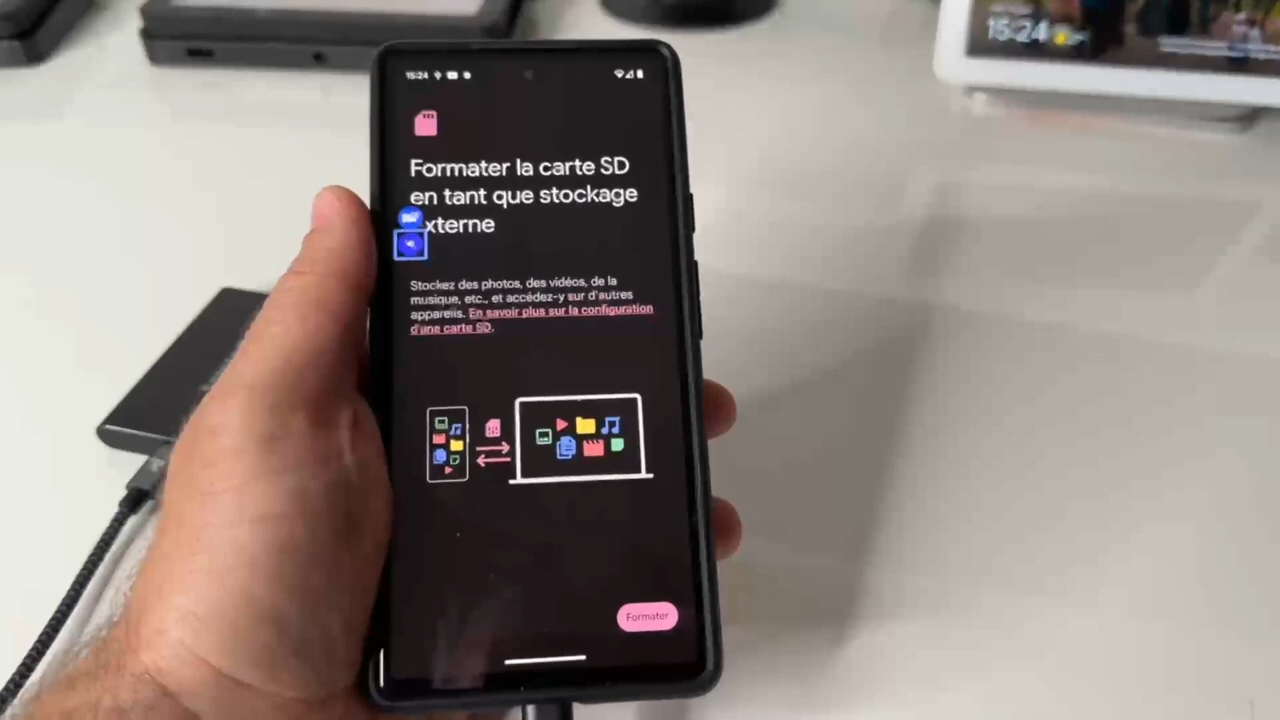 15:24
15:24
Formater la carte SD
en tant que stockage
xterne
Stockez des photos, des vidéos, de la
musique, etc., et accédez-y sur d'autres
appareils. En savoir plus sur la configuration
d'une carte SD.
Formater